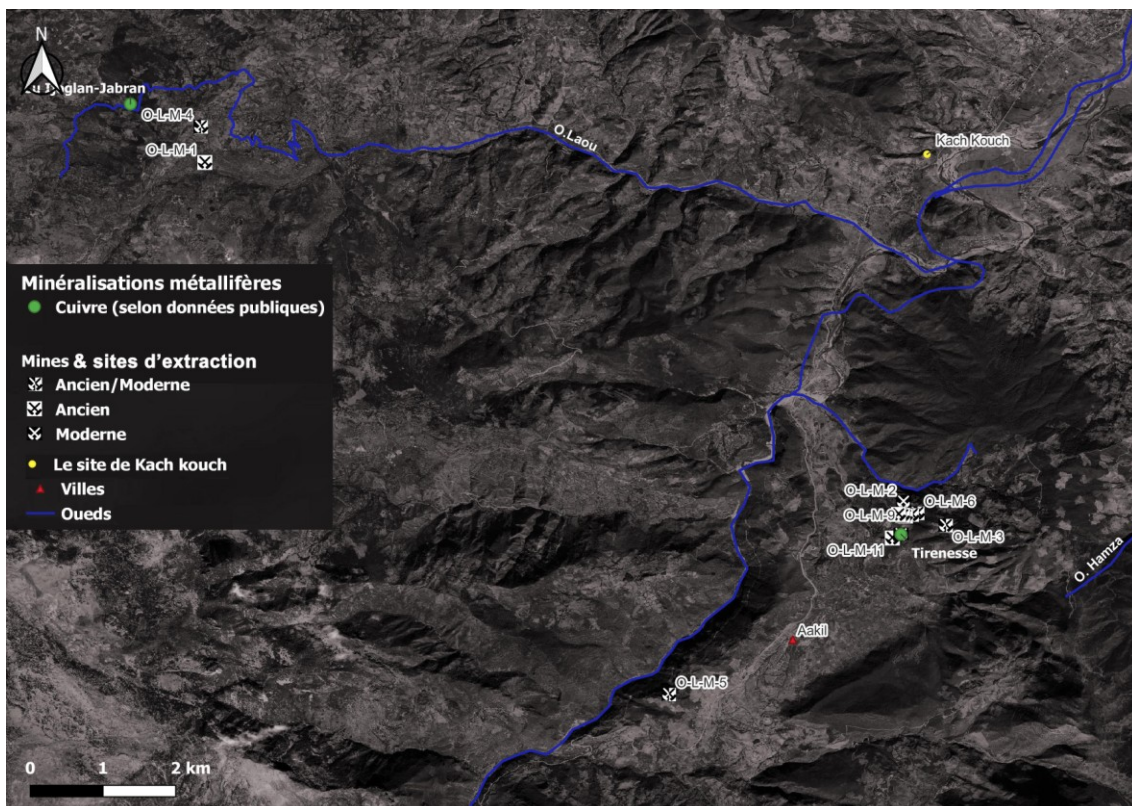 N
O-L-M-4
O-L-M-1
O.Laou
Kach Kouch
Minéralisations métallifères
Cuivre (selon données publiques)
Mines & sites d'extraction
Ancien/Moderne
Ancien
Moderne
Le site de Kach kouch
Villes
Oueds
O-L-M-2
O-L-M-9
O-L-M-6
O-L-M-3
O-L-M-11
Tirenesse
O. Hamza
Aakil
O-L-M-5
0 1 2 km